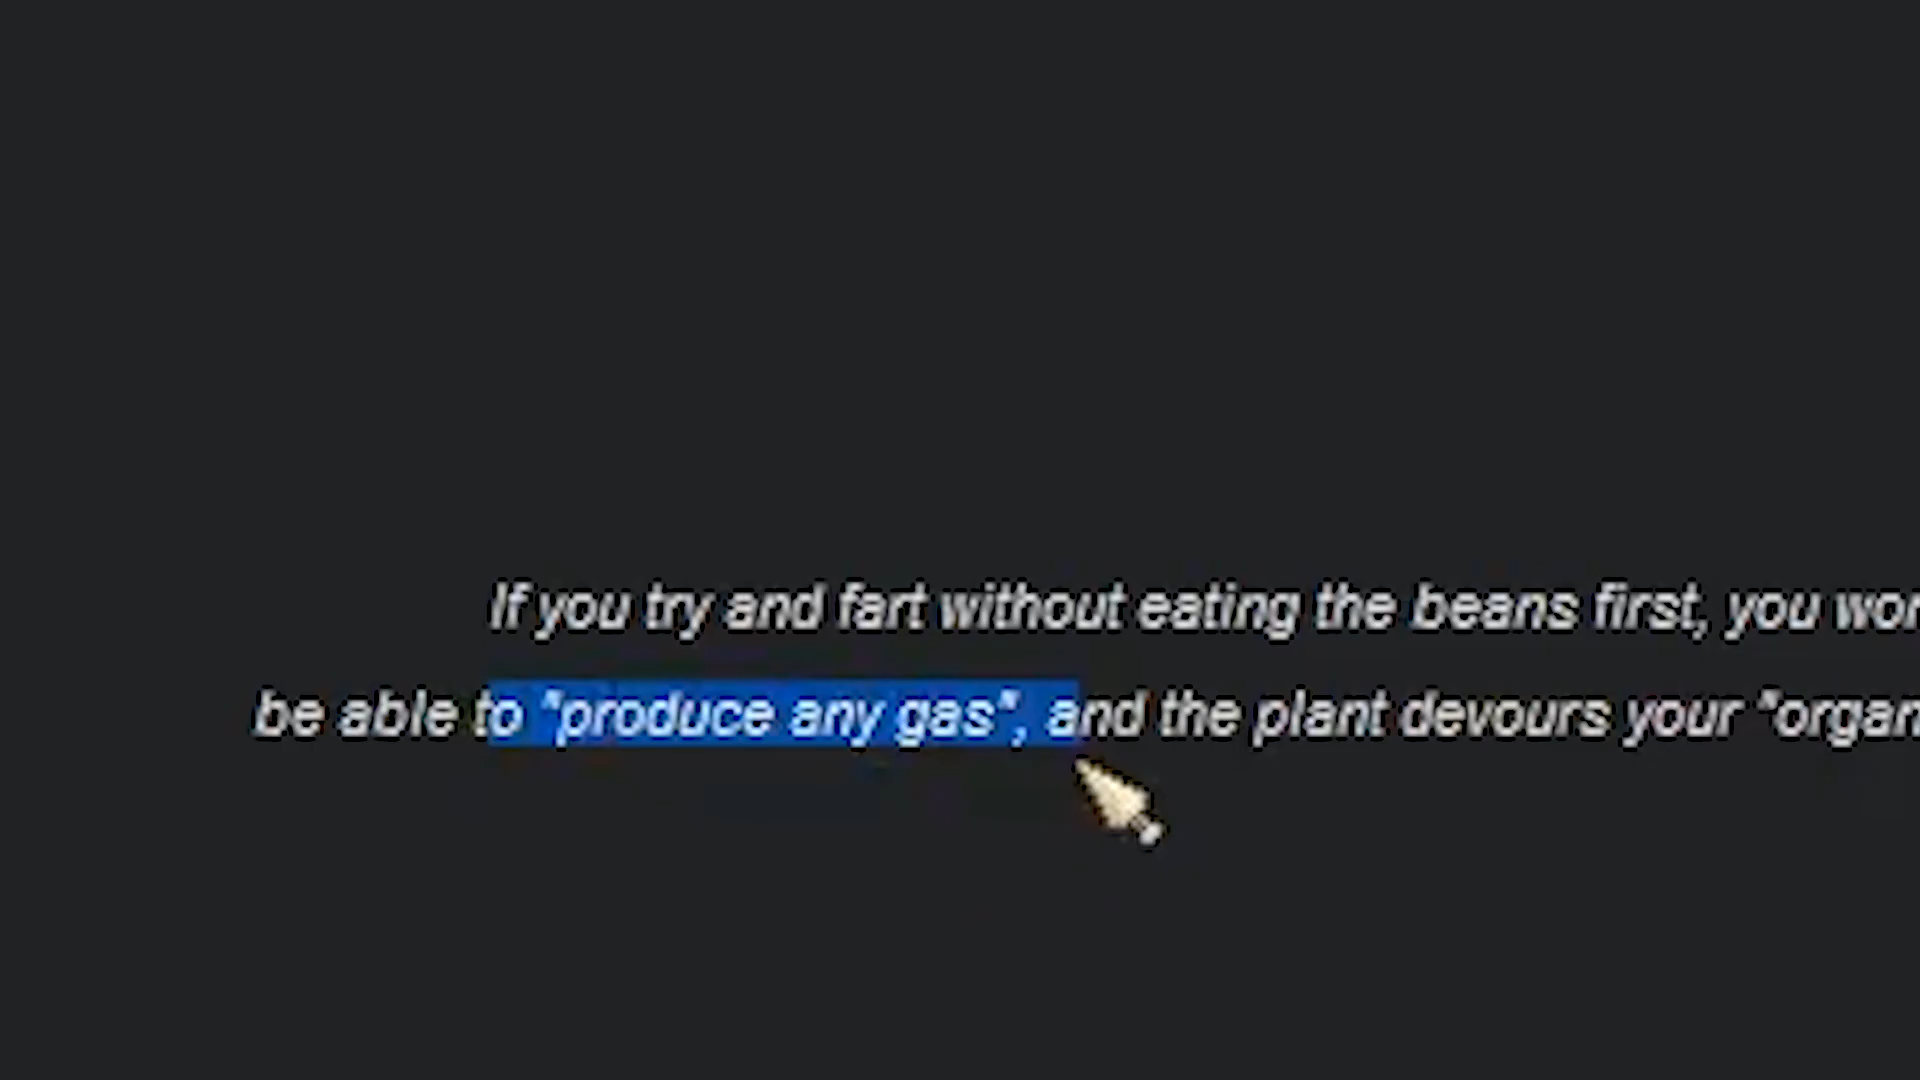 If you try and fart without eating the beans first, you
be able to "produce any gas", and the plant devours your